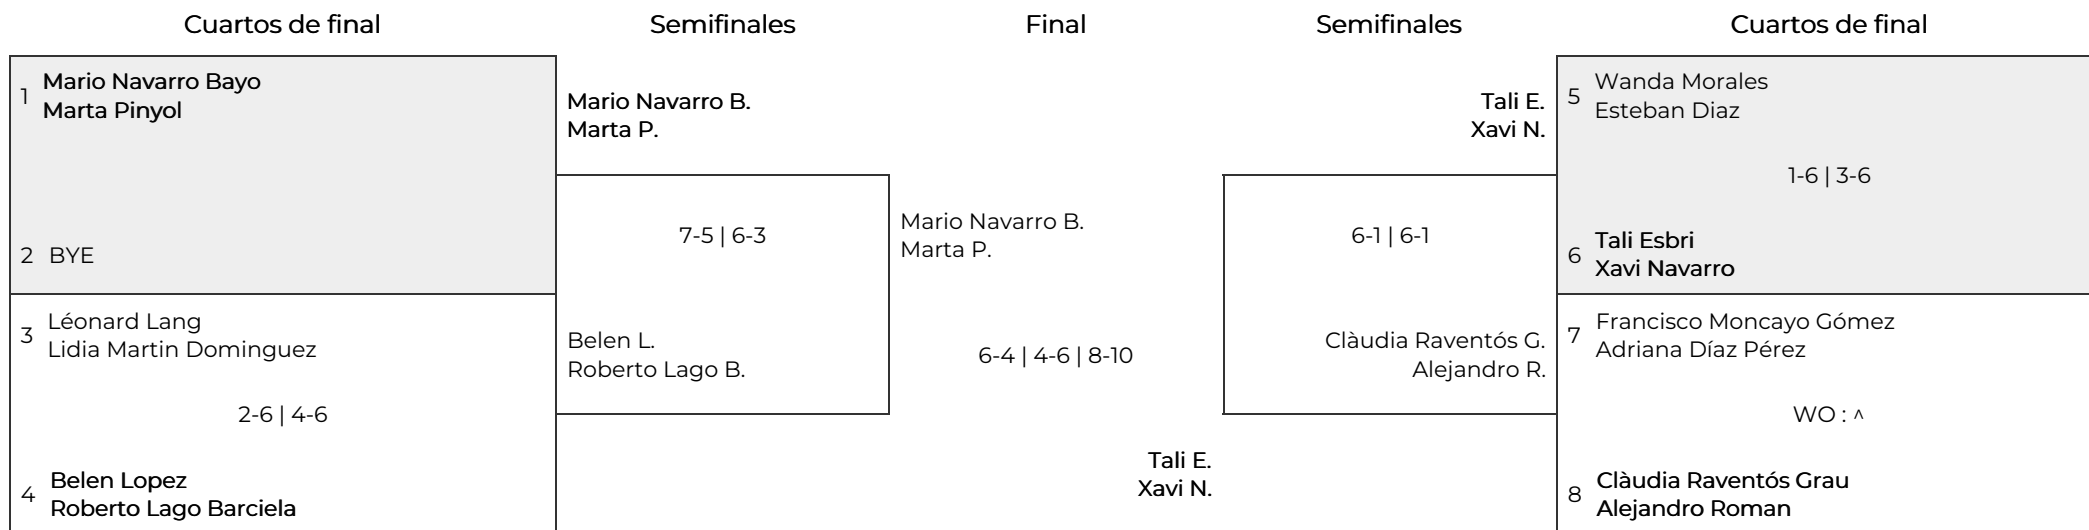 Cuartos de final
Semifinales
Final
Semifinales
Cuartos de final
1
Mario Navarro Bayo
Marta Pinyol
2 BYE
3
Léonard Lang
Lidia Martin Dominguez
2-6 | 4-6
4
Belen Lopez
Roberto Lago Barciela
Mario Navarro B.
Marta P.
7-5 | 6-3
Belen L.
Roberto Lago B.
Mario Navarro B.
Marta P.
6-4 | 4-6 | 8-10
Tali E.
Xavi N.
Tali E.
Xavi N.
6-1 | 6-1
Clàudia Raventós G.
Alejandro R.
5
Wanda Morales
Esteban Diaz
1-6 | 3-6
6
Tali Esbri
Xavi Navarro
7
Francisco Moncayo Gómez
Adriana Díaz Pérez
WO : ^
8
Clàudia Raventós Grau
Alejandro Roman